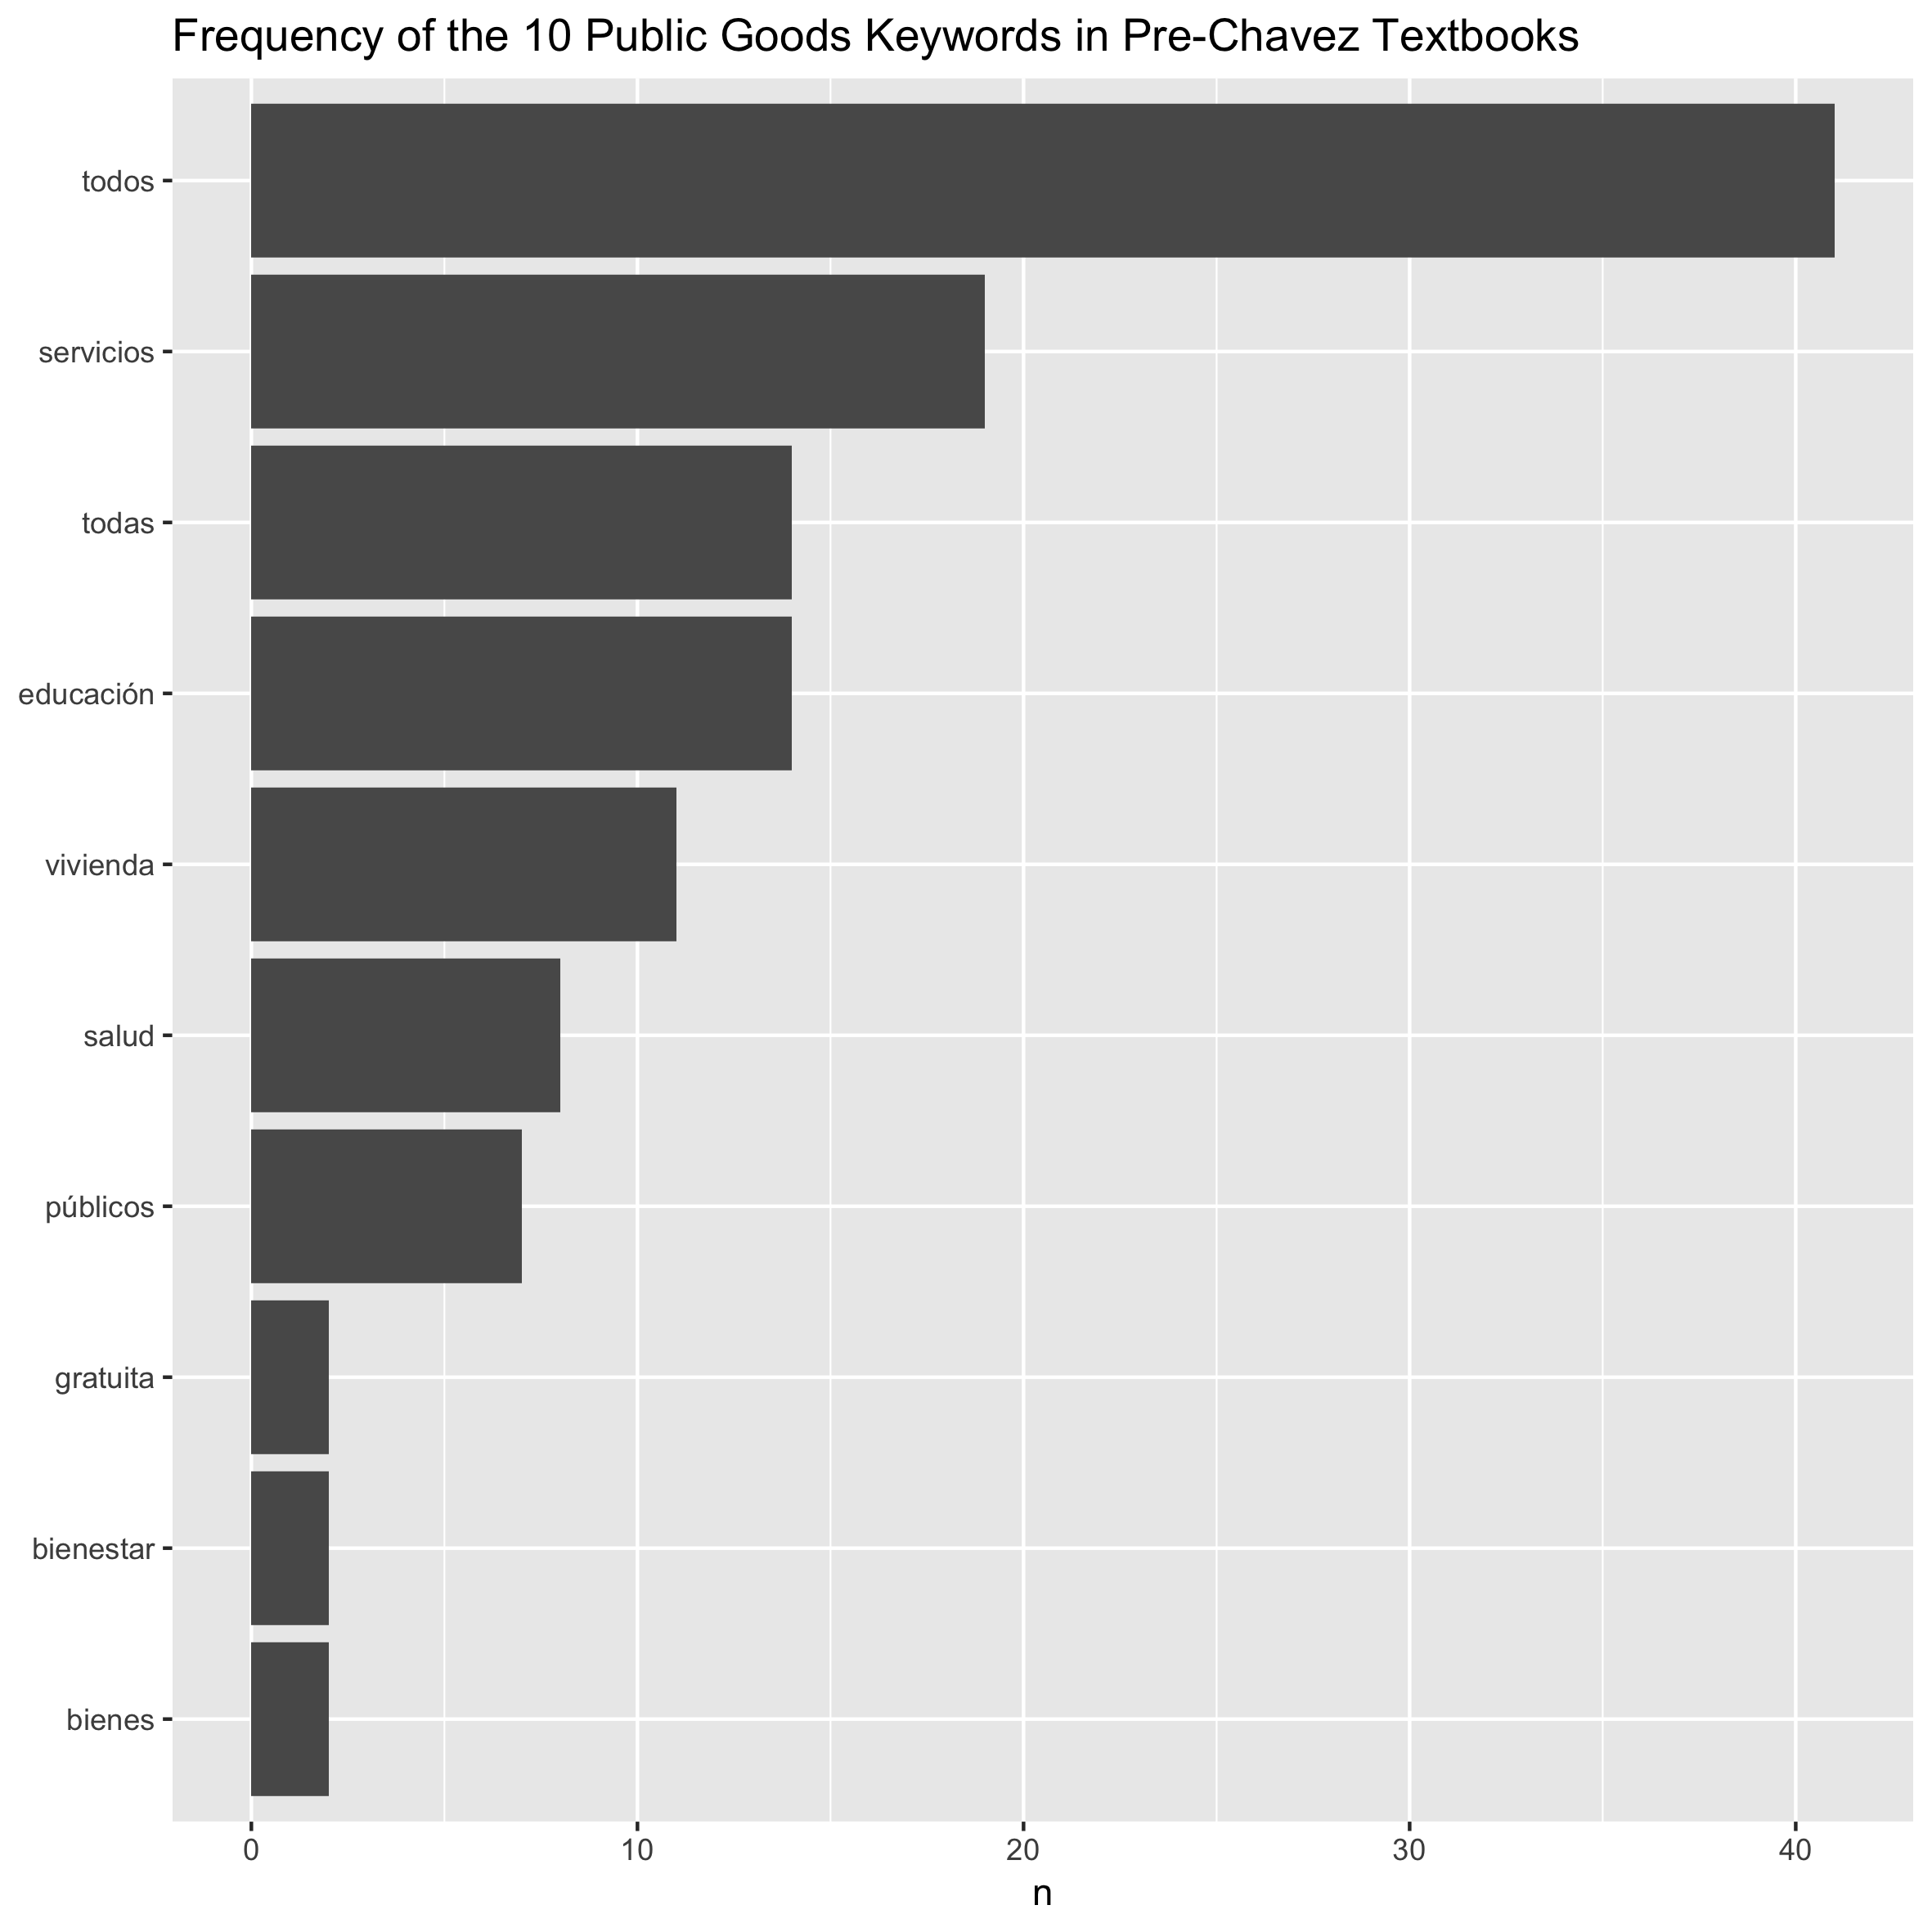 Frequency of the 10 Public Goods Keywords in Pre-Chavez Textbooks
todos
servicios
todas
educación
vivienda
salud
públicos
gratuita
bienestar
bienes
0 10 20 30 40
n